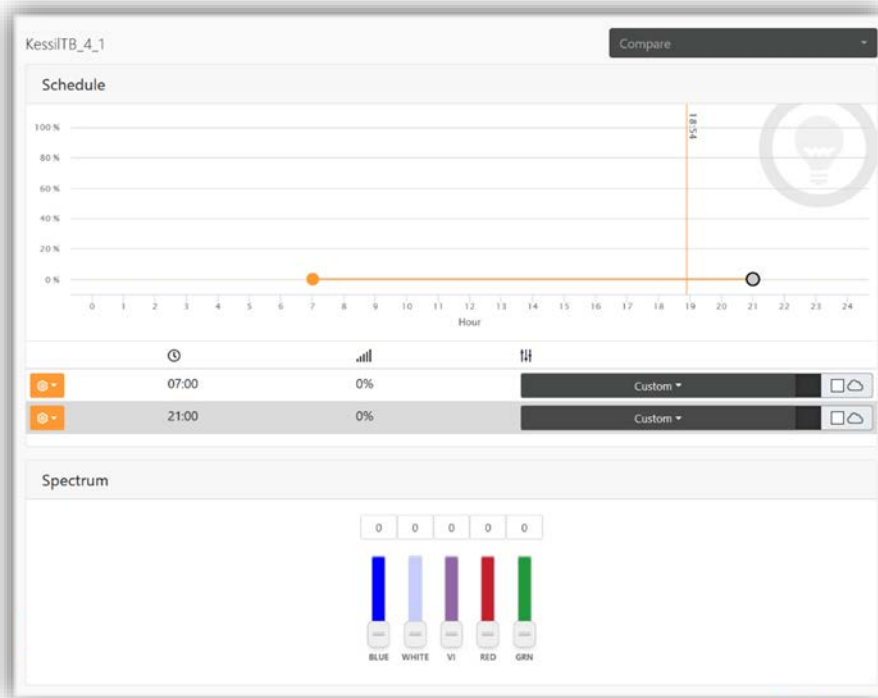 KessilTB_4_1
Compare
Schedule
100 %
80 %
60 %
40 %
20 %
0 %
18:54
0 1 2 3 4 5 6 7 8 9 10 11 12 13 14 15 16 17 18 19 20 21 22 23 24
Hour
07:00 0% Custom
21:00 0% Custom
Spectrum
0 0 0 0 0
BLUE WHITE VI RED GRN